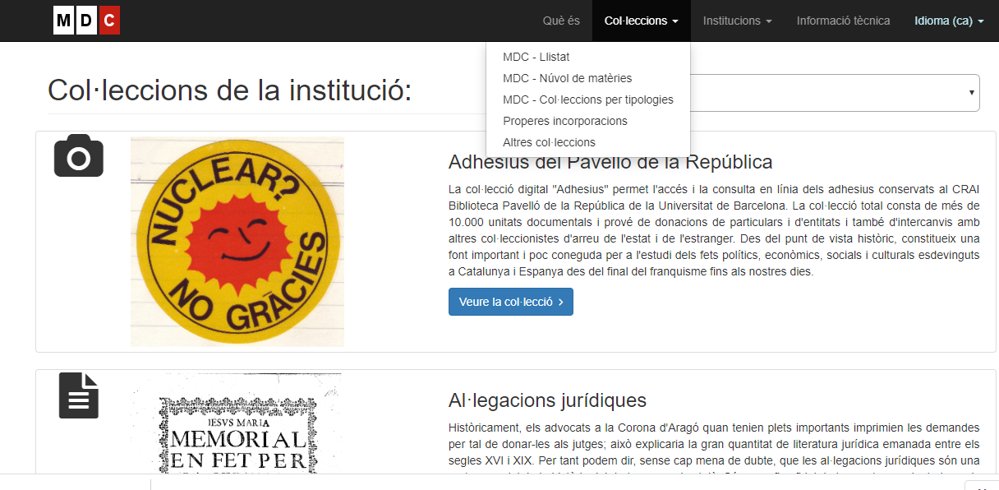 MDC
Què és
Col·leccions
Institucions
Informació tècnica
Idioma (ca)
MDC - Llistat
MDC - Núvol de matèries
MDC - Col·leccions per tipologies
Properes incorporacions
Altres col·leccions
Col·leccions de la institució:
NUCLEAR?
NO GRÀCIES
Adhesius del Pavelló de la República
La col·lecció digital "Adhesius" permet l'accés i la consulta en línia dels adhesius conservats al CRAI
Biblioteca Pavelló de la República de la Universitat de Barcelona. La col·lecció total consta de més de
10.000 unitats documentals i prové de donacions de particulars i d'entitats i també d'intercanvis amb
altres col·leccionistes d'arreu de l'estat i de l'estranger. Des del punt de vista històric, constitueix una
font important i poc coneguda per a l'estudi dels fets polítics, econòmics, socials i culturals esdevinguts
a Catalunya i Espanya des del final del franquisme fins als nostres dies.
Veure la col·lecció
IESVS MARIA
MEMORIAL
EN FET PER
Al·legacions jurídiques
Històricament, els advocats a la Corona d'Aragó quan tenien plets importants imprimien les demandes
per tal de donar-les als jutges; això explicaria la gran quantitat de literatura jurídica emanada entre els
segles XVI i XIX. Per tant podem dir, sense cap mena de dubte, que les al·legacions jurídiques són una